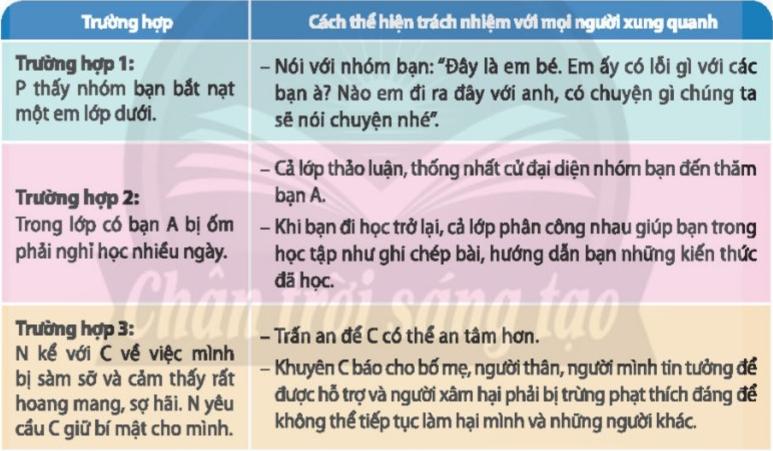 Trường hợp
Cách thể hiện trách nhiệm với mọi người xung quanh
Trường hợp 1:
P thấy nhóm bạn bắt nạt
một em lớp dưới.
– Nói với nhóm bạn: “Đây là em bé. Em ấy có lỗi gì với các
bạn à? Nào em đi ra đây với anh, có chuyện gì chúng ta
sẽ nói chuyện nhé”.
Trường hợp 2:
Trong lớp có bạn A bị ốm
phải nghỉ học nhiều ngày.
– Cả lớp thảo luận, thống nhất cử đại diện nhóm bạn đến thăm
bạn A.
– Khi bạn đi học trở lại, cả lớp phân công nhau giúp bạn trong
học tập như ghi chép bài, hướng dẫn bạn những kiến thức
đã học.
Trường hợp 3:
N kể với C về việc mình
bị sàm sỡ và cảm thấy rất
hoang mang, sợ hãi. N yêu
cầu C giữ bí mật cho mình.
– Trấn an để C có thể an tâm hơn.
– Khuyên C báo cho bố mẹ, người thân, người mình tin tưởng để
được hỗ trợ và người xâm hại phải bị trừng phạt thích đáng để
không thể tiếp tục làm hại mình và những người khác.
Chân trời sáng tạo